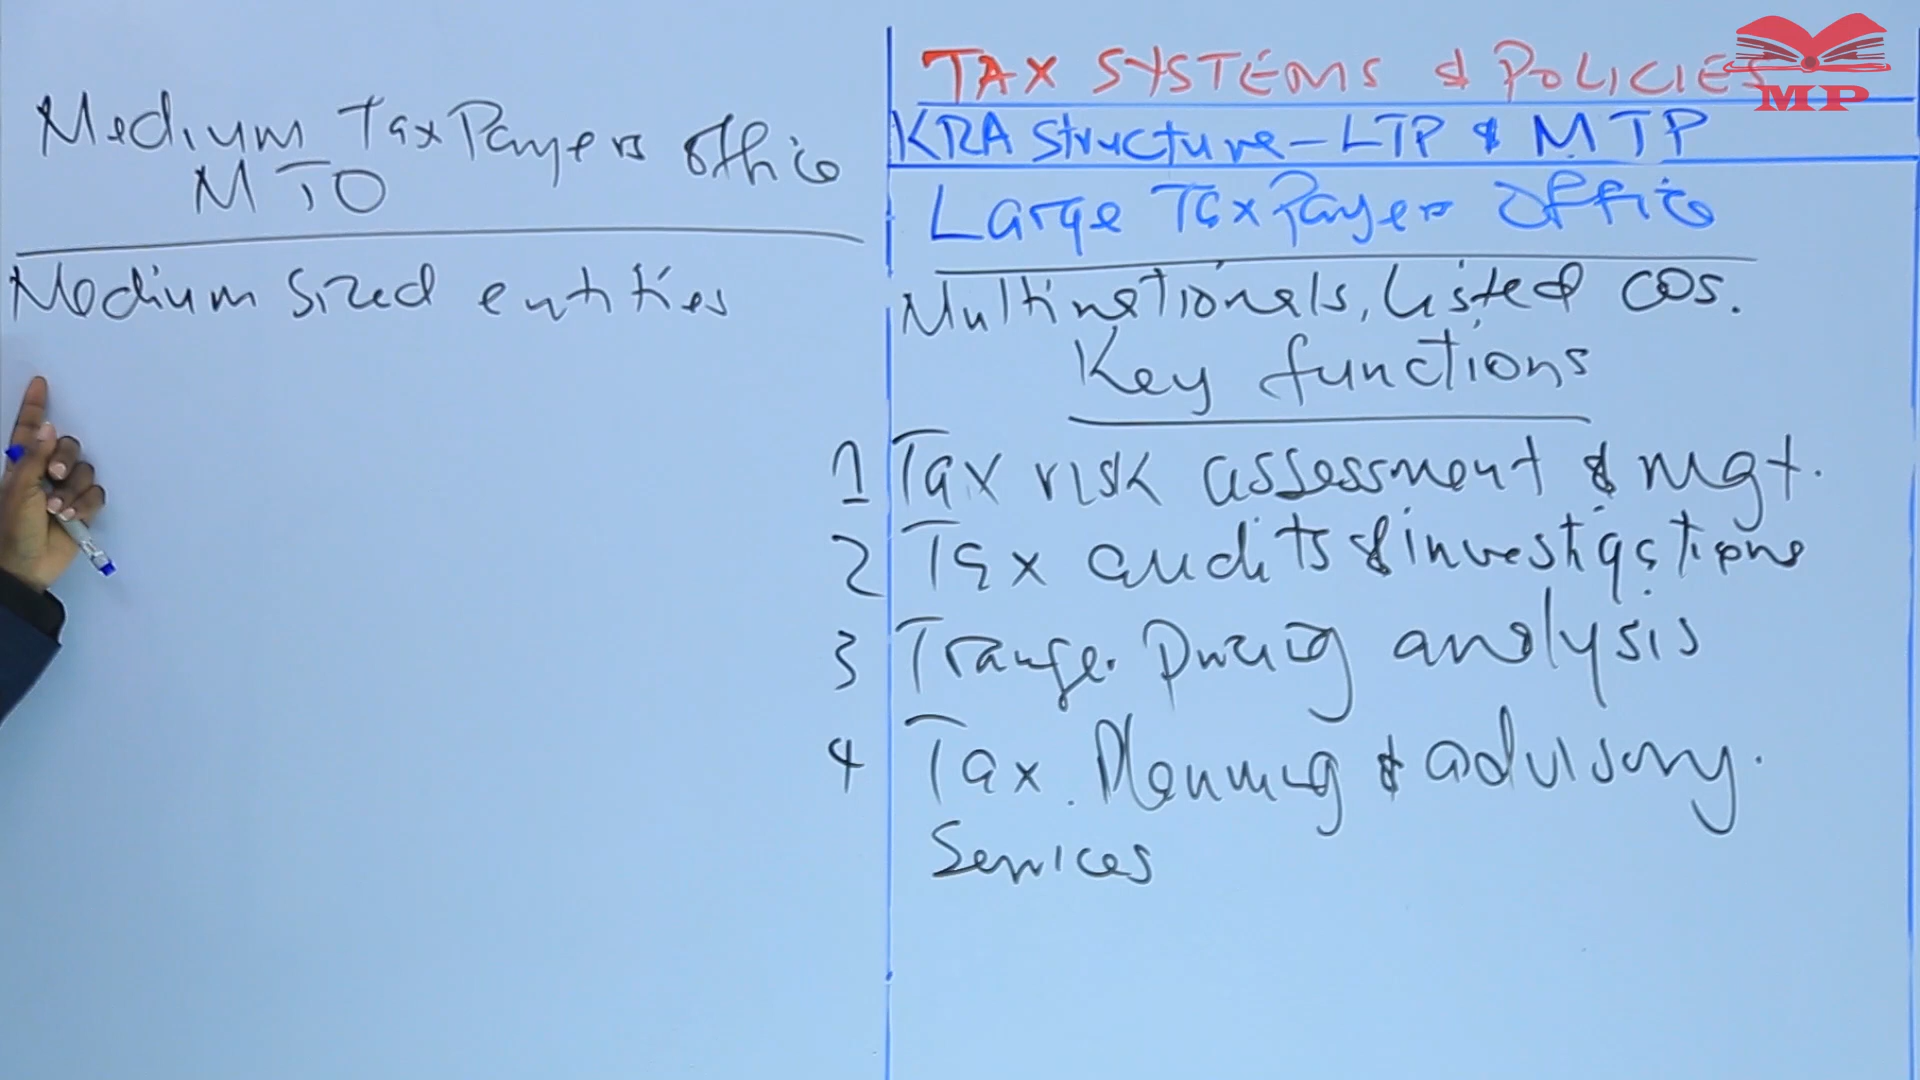 Medium Tax Payers office
MTO
Medium sized entities
TAX SYSTEMS & POLICIES
MP
KRA Structure - LTP & MTP
Large Tax Payers Office
Multinationals, Listed COs.
Key functions
1 Tax risk assessment & mgt.
2 Tax audits & investigations
3 Transfer Pricing analysis
4 Tax Planning & advisory.
Services